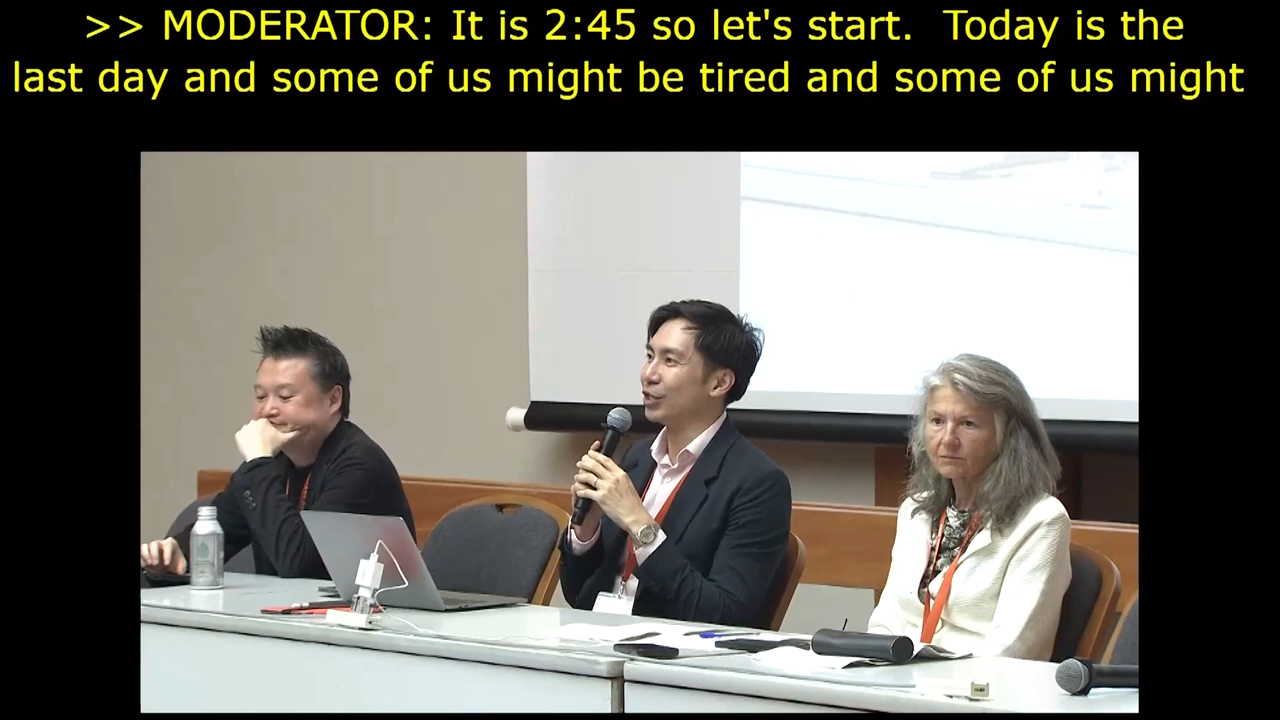 >> MODERATOR: It is 2:45 so let's start.  Today is the
last day and some of us might be tired and some of us might